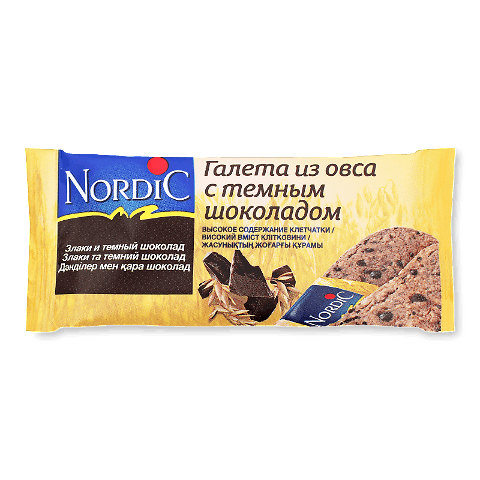 NORDIC
Злаки и темный шоколад
Злаки та темний шоколад
Дәнділер мен қара шоколад
Галета из овса
с темным
шоколадом
ВЫСОКОЕ СОДЕРЖАНИЕ КЛЕТЧАТКИ /
ВИСОКИЙ ВМІСТ КЛІТКОВИНИ /
ЖАСУНЫҚТЫҢ ЖОҒАРҒЫ ҚҰРАМЫ
NORDIC